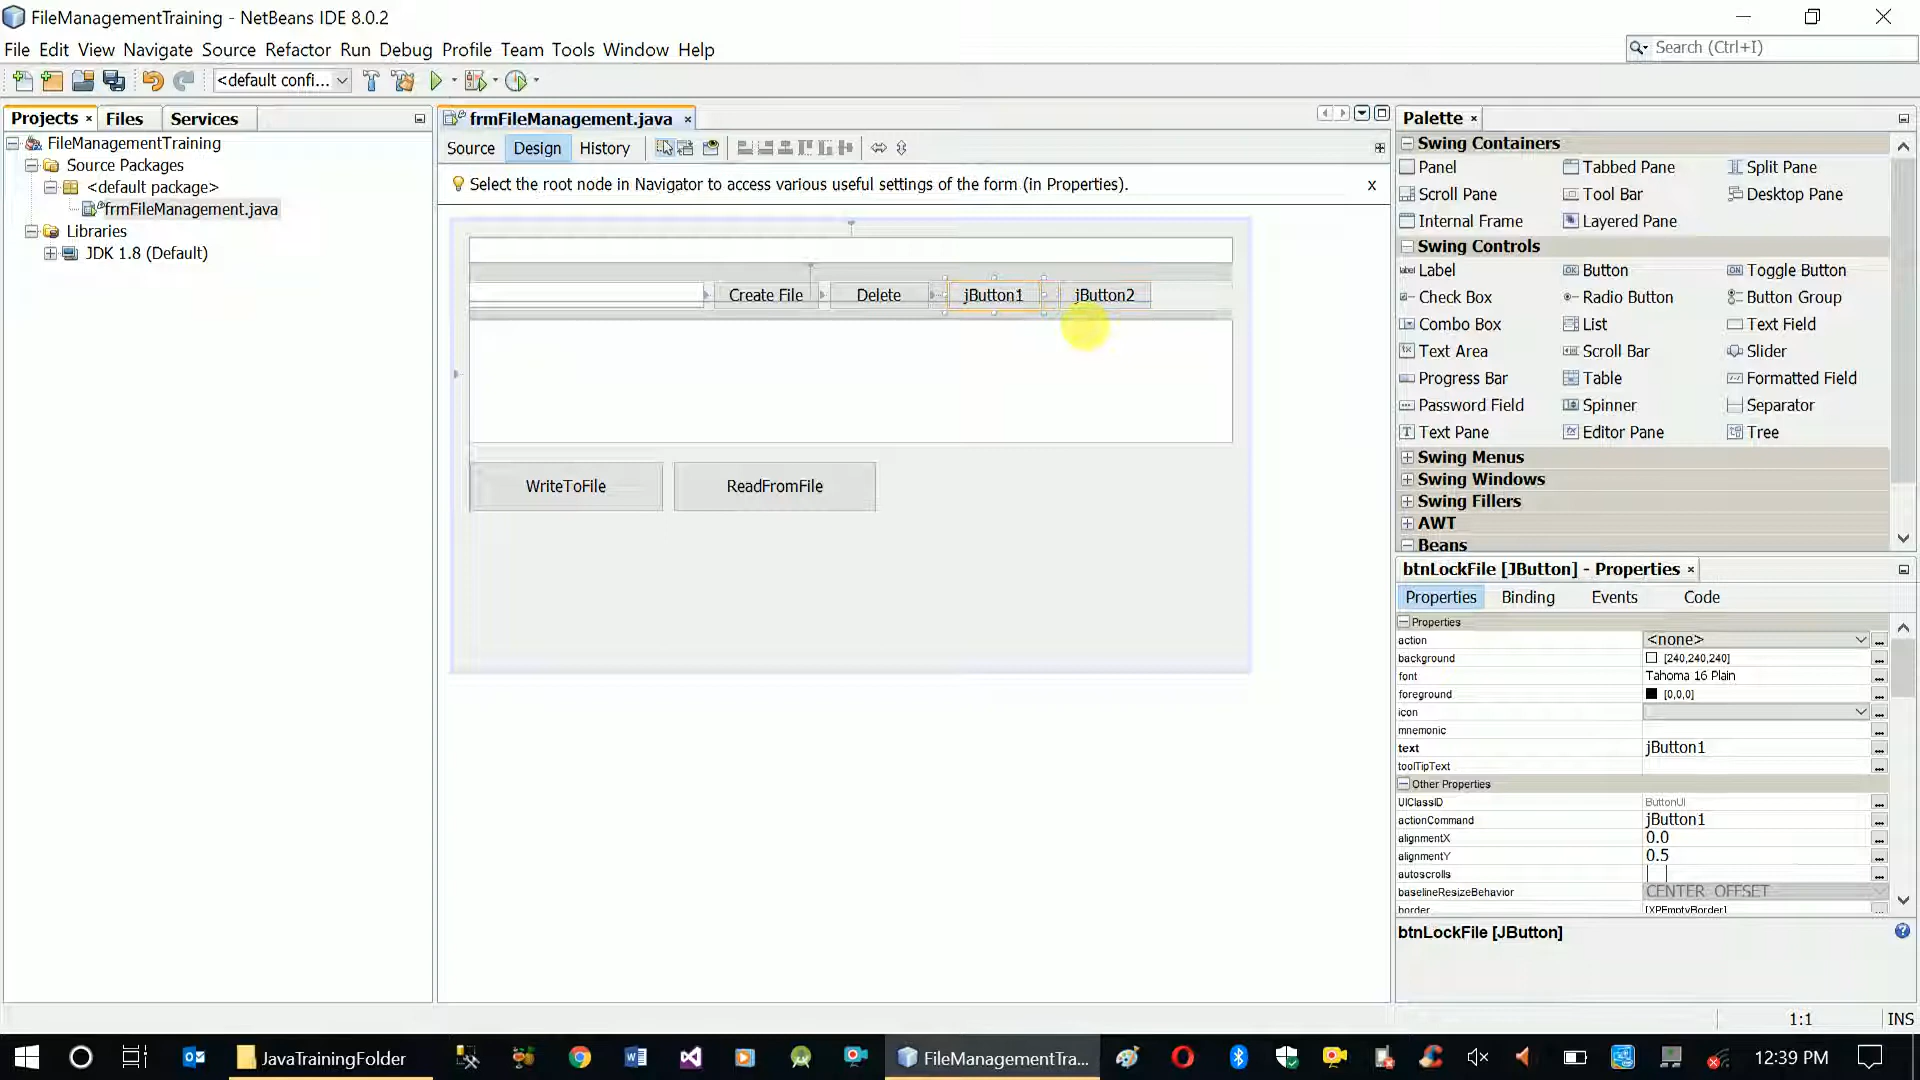 FileManagementTraining - NetBeans IDE 8.0.2
File Edit View Navigate Source Refactor Run Debug Profile Team Tools Window Help
Search (Ctrl+I)
<default confi...
Projects Files Services
FileManagementTraining
Source Packages
<default package>
frmFileManagement.java
Libraries
JDK 1.8 (Default)
frmFileManagement.java
Source Design History
Select the root node in Navigator to access various useful settings of the form (in Properties).
x
Create File Delete jButton1 jButton2
WriteToFile ReadFromFile
Palette
Swing Containers
Panel Tabbed Pane Split Pane
Scroll Pane Tool Bar Desktop Pane
Internal Frame Layered Pane
Swing Controls
label Label OK Button ON Toggle Button
Check Box Radio Button Button Group
Combo Box List Text Field
Text Area Scroll Bar Slider
Progress Bar Table Formatted Field
Password Field Spinner Separator
Text Pane Editor Pane Tree
Swing Menus
Swing Windows
Swing Fillers
AWT
Beans
btnLockFile [JButton] - Properties
Properties Binding Events Code
Properties
action <none>
background [240,240,240]
font Tahoma 16 Plain
foreground [0,0,0]
icon
mnemonic
text jButton1
toolTipText
Other Properties
UIClassID ButtonUI
actionCommand jButton1
alignmentX 0.0
alignmentY 0.5
autoscrolls
baselineResizeBehavior CENTER_OFFSET
border [XPEmptyBorder]
btnLockFile [JButton]
1:1 INS
JavaTrainingFolder
FileManagementTra...
12:39 PM